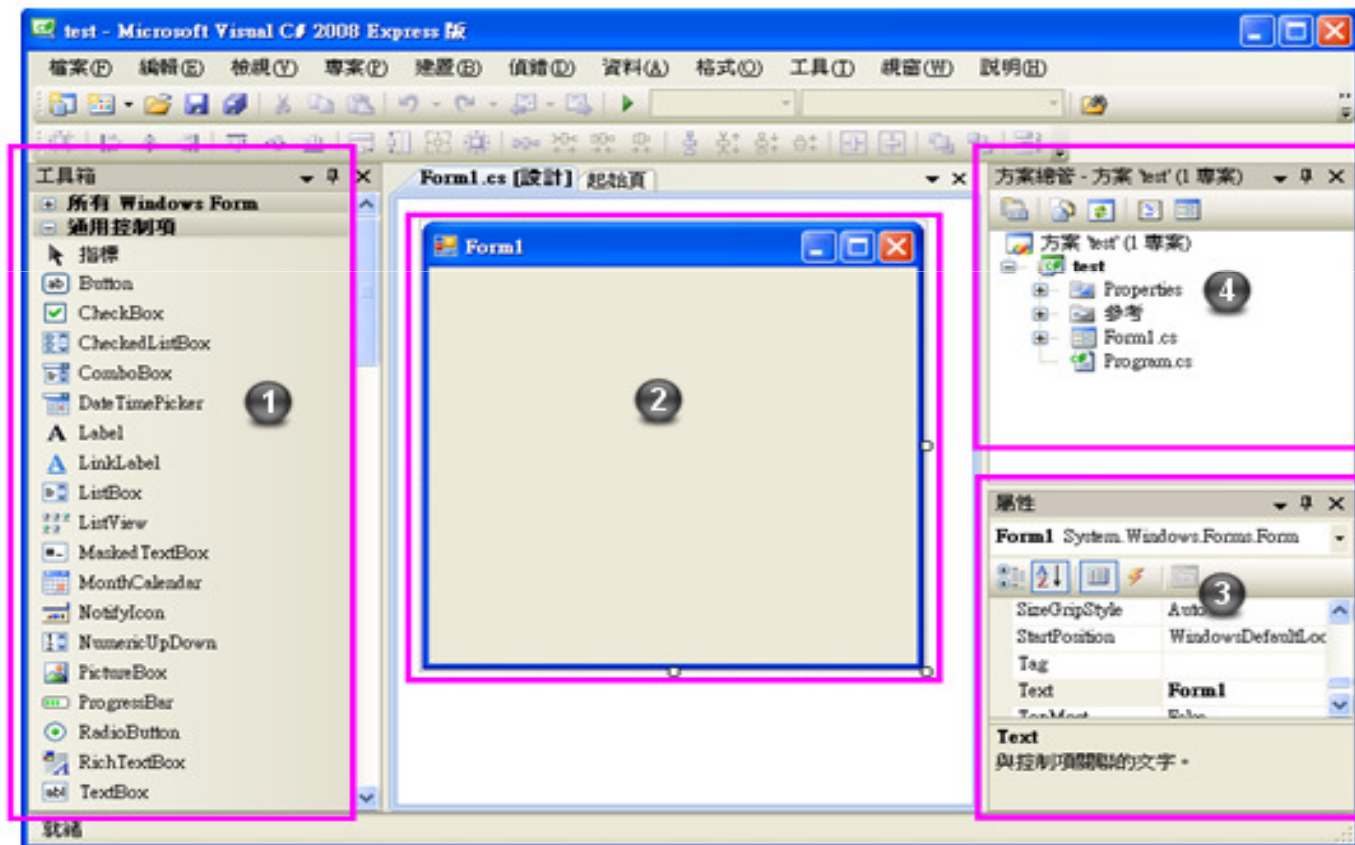 test - Microsoft Visual C# 2008 Express 版
檔案(F) 編輯(E) 檢視(V) 專案(P) 建置(B) 偵錯(D) 資料(A) 格式(O) 工具(T) 視窗(W) 說明(H)
工具箱
所有 Windows Form
通用控制項
指標
Button
CheckBox
CheckedListBox
ComboBox
DateTimePicker
Label
LinkLabel
ListBox
ListView
MaskedTextBox
MonthCalendar
NotifyIcon
NumericUpDown
PictureBox
ProgressBar
RadioButton
RichTextBox
TextBox
1
Form1.cs [設計] 起始頁
Form1
2
方案總管 - 方案 'test' (1 專案)
方案 'test' (1 專案)
test
Properties
參考
Form1.cs
Program.cs
4
屬性
Form1 System.Windows.Forms.Form
3
SizeGripStyle Auto
StartPosition WindowsDefaultLoc
Tag
Text Form1
TopMost False
Text
與控制項關聯的文字。
就緒